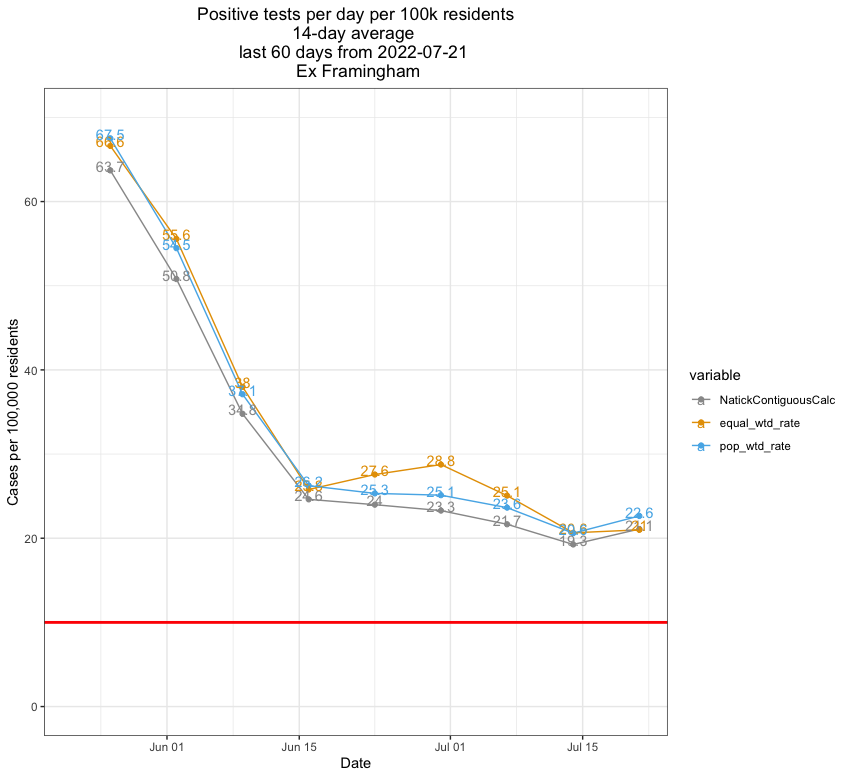 Positive tests per day per 100k residents
14-day average
last 60 days from 2022-07-21
Ex Framingham
Cases per 100,000 residents
60
40
20
0
67.5
66.6
63.7
55.6
54.5
50.8
38
37.1
34.8
26.3
24.6
27.6
25.3
24
28.8
25.1
23.3
25.1
23.6
21.7
20.6
19.3
22.6
21.1
Jun 01
Jun 15
Jul 01
Jul 15
Date
variable
a NatickContiguousCalc
a equal_wtd_rate
a pop_wtd_rate